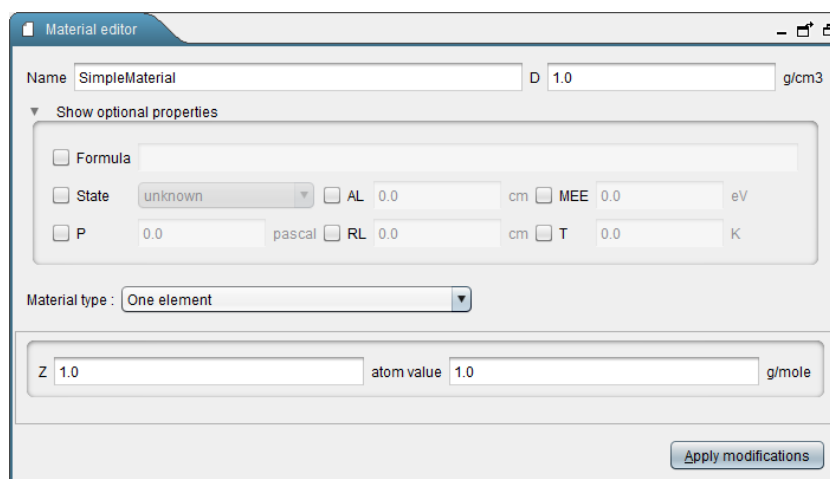 Material editor
Name SimpleMaterial D 1.0 g/cm3
Show optional properties
Formula
State unknown AL 0.0 cm MEE 0.0 eV
P 0.0 pascal RL 0.0 cm T 0.0 K
Material type : One element
Z 1.0 atom value 1.0 g/mole
Apply modifications